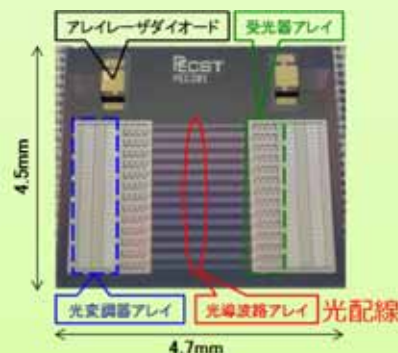 アレイレーザダイオード
受光器アレイ
PECST
4.5mm
光変調器アレイ
光導波路アレイ
光配線
4.7mm